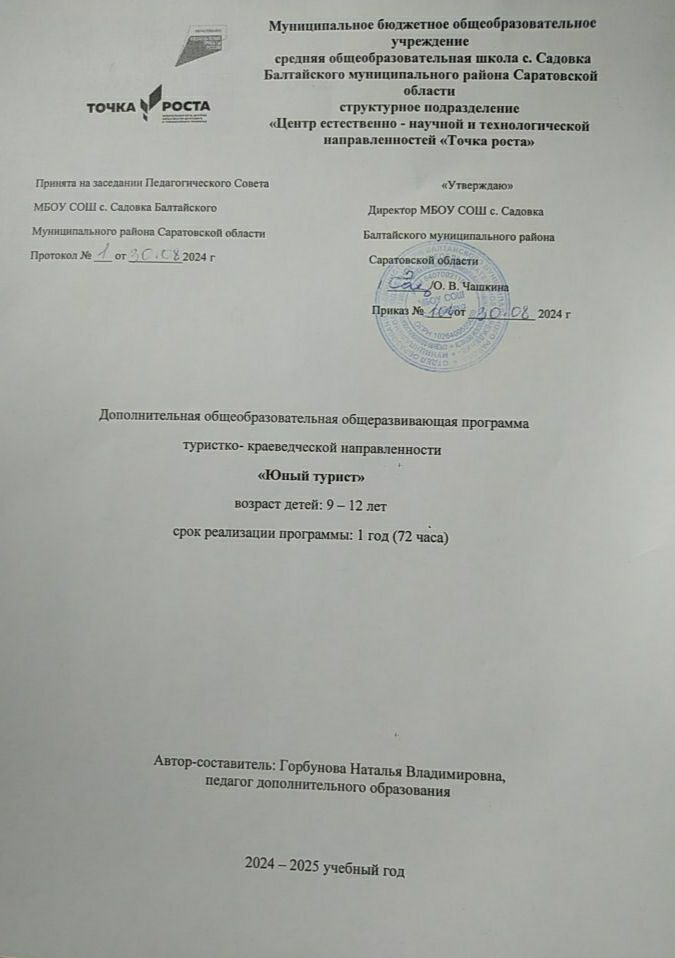 Муниципальное бюджетное общеобразовательное
учреждение
средняя общеобразовательная школа с. Садовка
Балтайского муниципального района Саратовской
области
структурное подразделение
«Центр естественно - научной и технологической
направленностей «Точка роста»
ТОЧКА РОСТА
Принята на заседании Педагогического Совета
МБОУ СОШ с. Садовка Балтайского
Муниципального района Саратовской области
Протокол № 1 от 30.08 2024 г
«Утверждаю»
Директор МБОУ СОШ с. Садовка
Балтайского муниципального района
Саратовской области
/О. В. Чашкина
Приказ № от 30.08 2024 г
Дополнительная общеобразовательная общеразвивающая программа
туристко- краеведческой направленности
«Юный турист»
возраст детей: 9 – 12 лет
срок реализации программы: 1 год (72 часа)
Автор-составитель: Горбунова Наталья Владимировна,
педагог дополнительного образования
2024 – 2025 учебный год